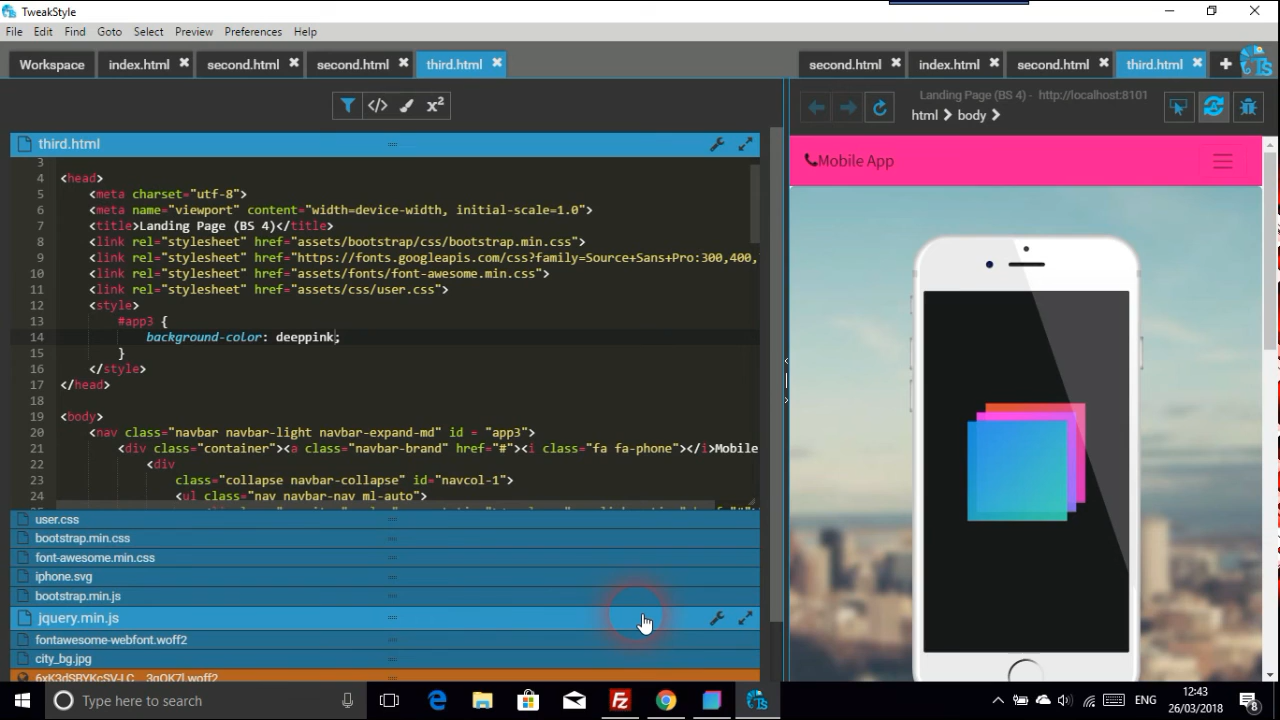 TweakStyle
File Edit Find Goto Select Preview Preferences Help
Workspace index.html second.html second.html third.html
second.html index.html second.html third.html
Landing Page (BS 4) - http://localhost:8101
html body
third.html
3
4 <head>
5 <meta charset="utf-8">
6 <meta name="viewport" content="width=device-width, initial-scale=1.0">
7 <title>Landing Page (BS 4)</title>
8 <link rel="stylesheet" href="assets/bootstrap/css/bootstrap.min.css">
9 <link rel="stylesheet" href="https://fonts.googleapis.com/css?family=Source+Sans+Pro:300,400,
10 <link rel="stylesheet" href="assets/fonts/font-awesome.min.css">
11 <link rel="stylesheet" href="assets/css/user.css">
12 <style>
13 #app3 {
14 background-color: deeppink;
15 }
16 </style>
17 </head>
18
19 <body>
20 <nav class="navbar navbar-light navbar-expand-md" id = "app3">
21 <div class="container"><a class="navbar-brand" href="#"><i class="fa fa-phone"></i>Mobile
22 <div
23 class="collapse navbar-collapse" id="navcol-1">
24 <ul class="nav navbar-nav ml-auto">
user.css
bootstrap.min.css
font-awesome.min.css
iphone.svg
bootstrap.min.js
jquery.min.js
fontawesome-webfont.woff2
city_bg.jpg
Mobile App
Type here to search
ENG
12:43
26/03/2018
8